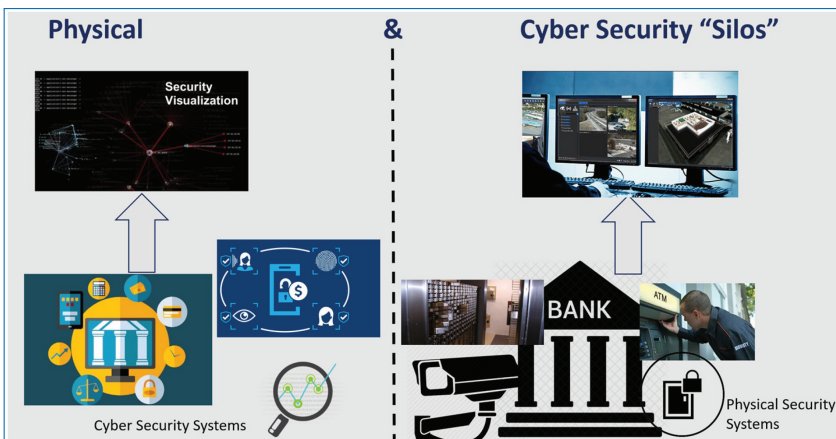 Physical & Cyber Security “Silos”
Security
Visualization
$
BANK
ATM
Cyber Security Systems
Physical Security
Systems